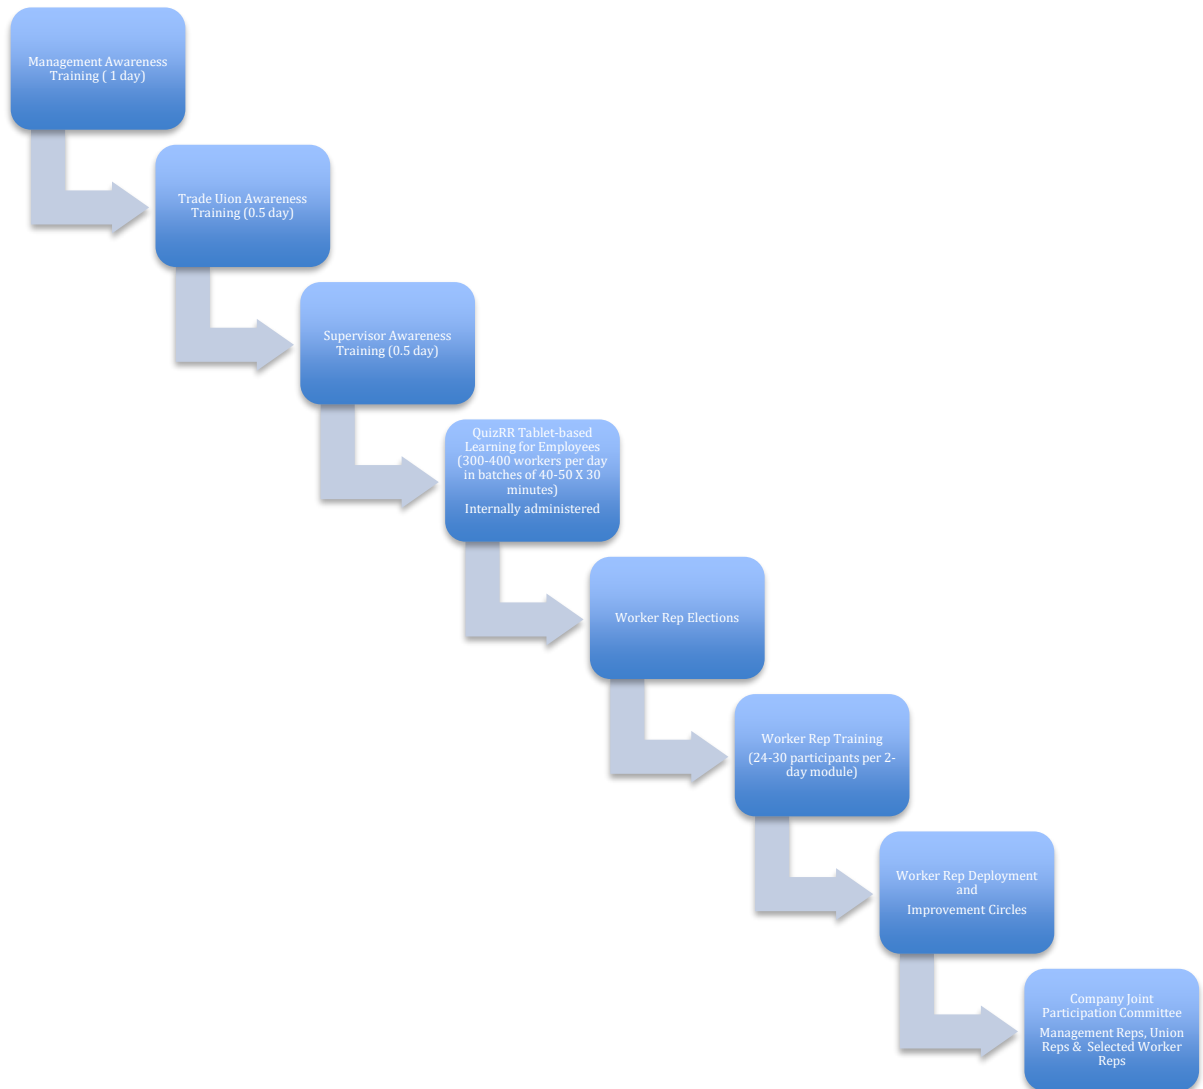 Management Awareness
Training ( 1 day)
Trade Uion Awareness
Training (0.5 day)
Supervisor Awareness
Training (0.5 day)
QuizRR Tablet-based
Learning for Employees
(300-400 workers per day
in batches of 40-50 X 30
minutes)
Internally administered
Worker Rep Elections
Worker Rep Training
(24-30 participants per 2-
day module)
Worker Rep Deployment
and
Improvement Circles
Company Joint
Participation Committee
Management Reps, Union
Reps & Selected Worker
Reps